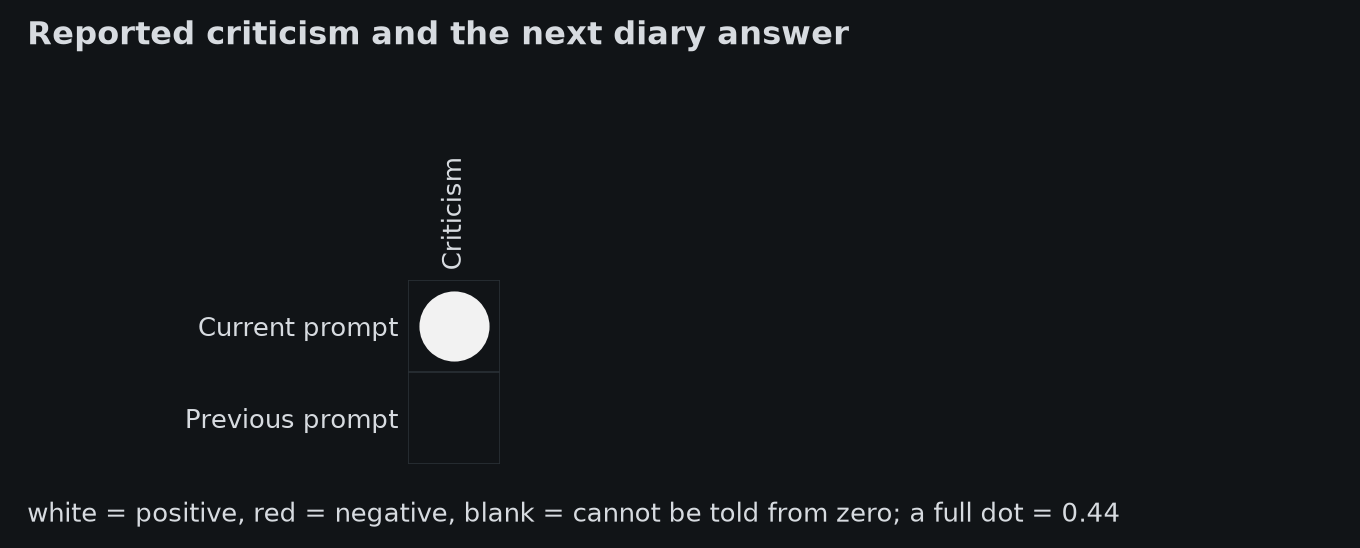 Reported criticism and the next diary answer
Criticism
Current prompt
Previous prompt
white = positive, red = negative, blank = cannot be told from zero; a full dot = 0.44